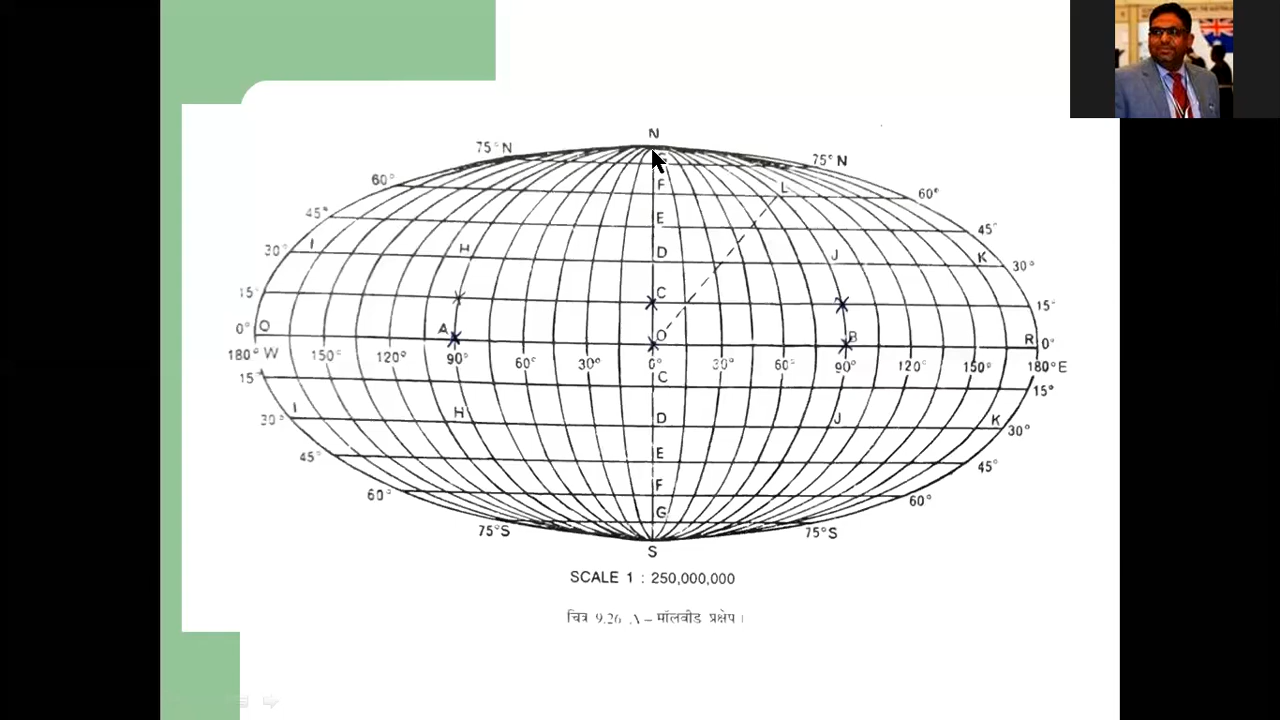 N
75° N 75° N
G
60° F L 60°
45° E 45°
30° I H D J K 30°
15° C 15°
0° Q A O B R 0°
180° W 150° 120° 90° 60° 30° 0° 30° 60° 90° 120° 150° 180° E
15° C 15°
30° I H D J K 30°
45° E 45°
60° F 60°
G
75° S 75° S
S
SCALE 1 : 250,000,000
चित्र 9.26 A – मॉलवीड प्रक्षेप ।